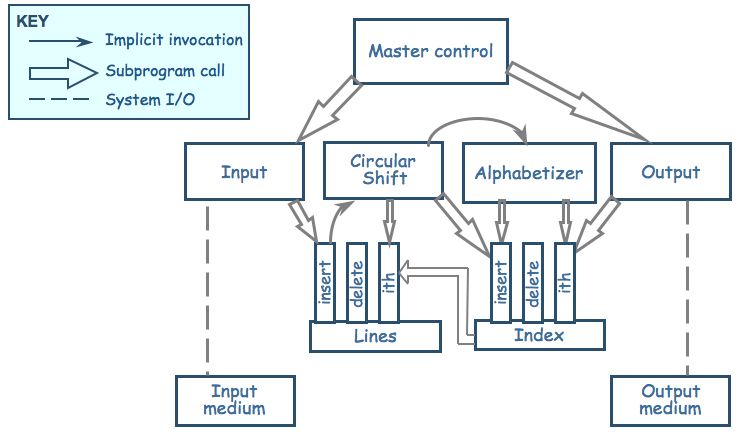 KEY
Implicit invocation
Subprogram call
System I/O
Master control
Input
Circular
Shift
Alphabetizer
Output
insert
delete
ith
insert
delete
ith
Lines
Index
Input
medium
Output
medium